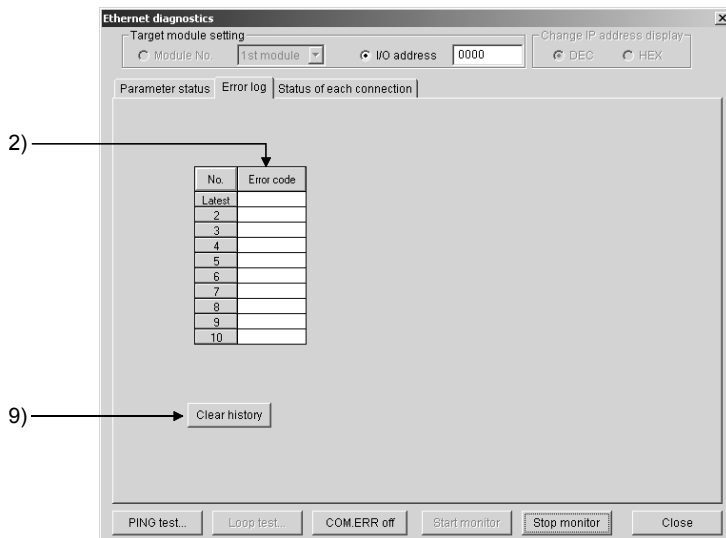 Ethernet diagnostics
Target module setting
Module No. 1st module I/O address 0000
Change IP address display
DEC HEX
Parameter status Error log Status of each connection
2)
No. Error code
Latest
2
3
4
5
6
7
8
9
10
9)
Clear history
PING test... Loop test... COM.ERR off Start monitor Stop monitor Close